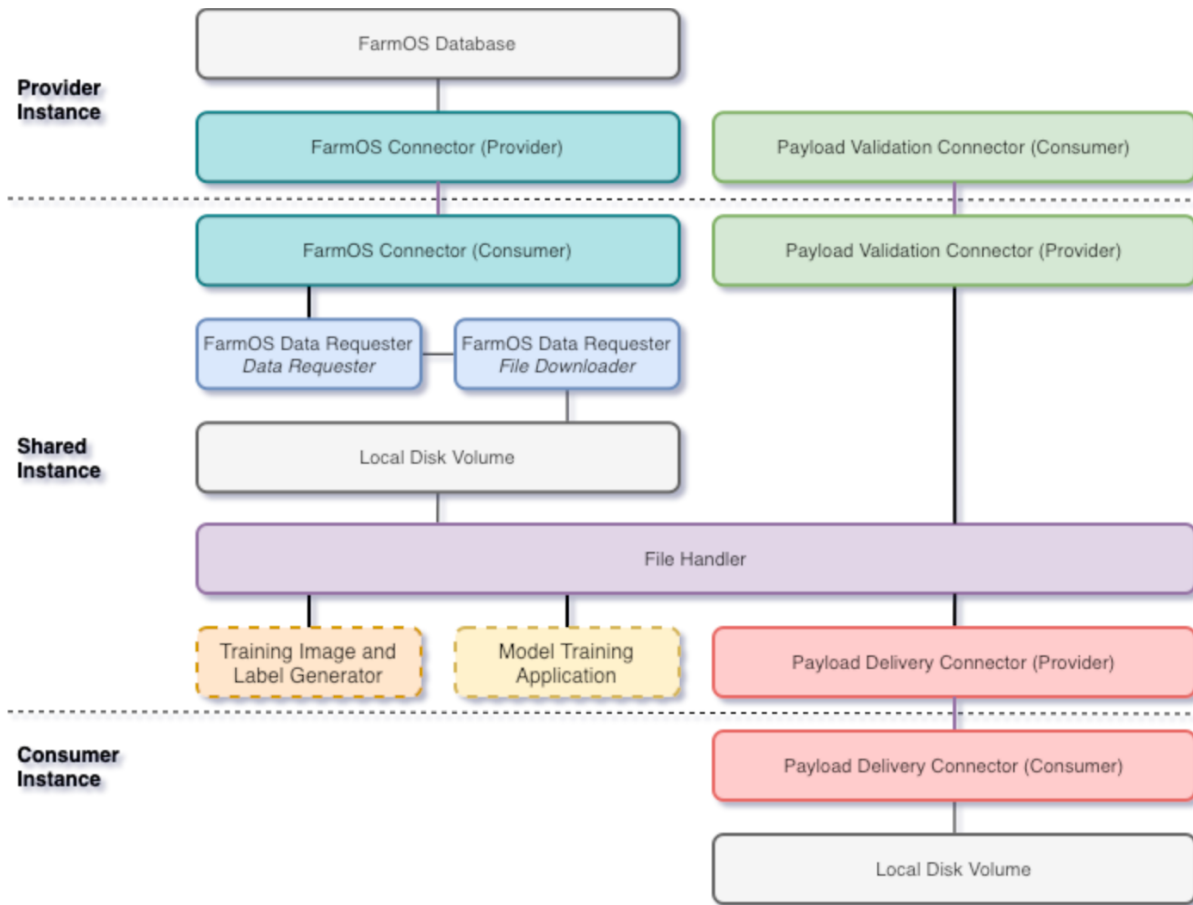 FarmOS Database
Provider
Instance
FarmOS Connector (Provider)
Payload Validation Connector (Consumer)
FarmOS Connector (Consumer)
Payload Validation Connector (Provider)
FarmOS Data Requester
Data Requester
FarmOS Data Requester
File Downloader
Shared
Instance
Local Disk Volume
File Handler
Training Image and
Label Generator
Model Training
Application
Payload Delivery Connector (Provider)
Consumer
Instance
Payload Delivery Connector (Consumer)
Local Disk Volume